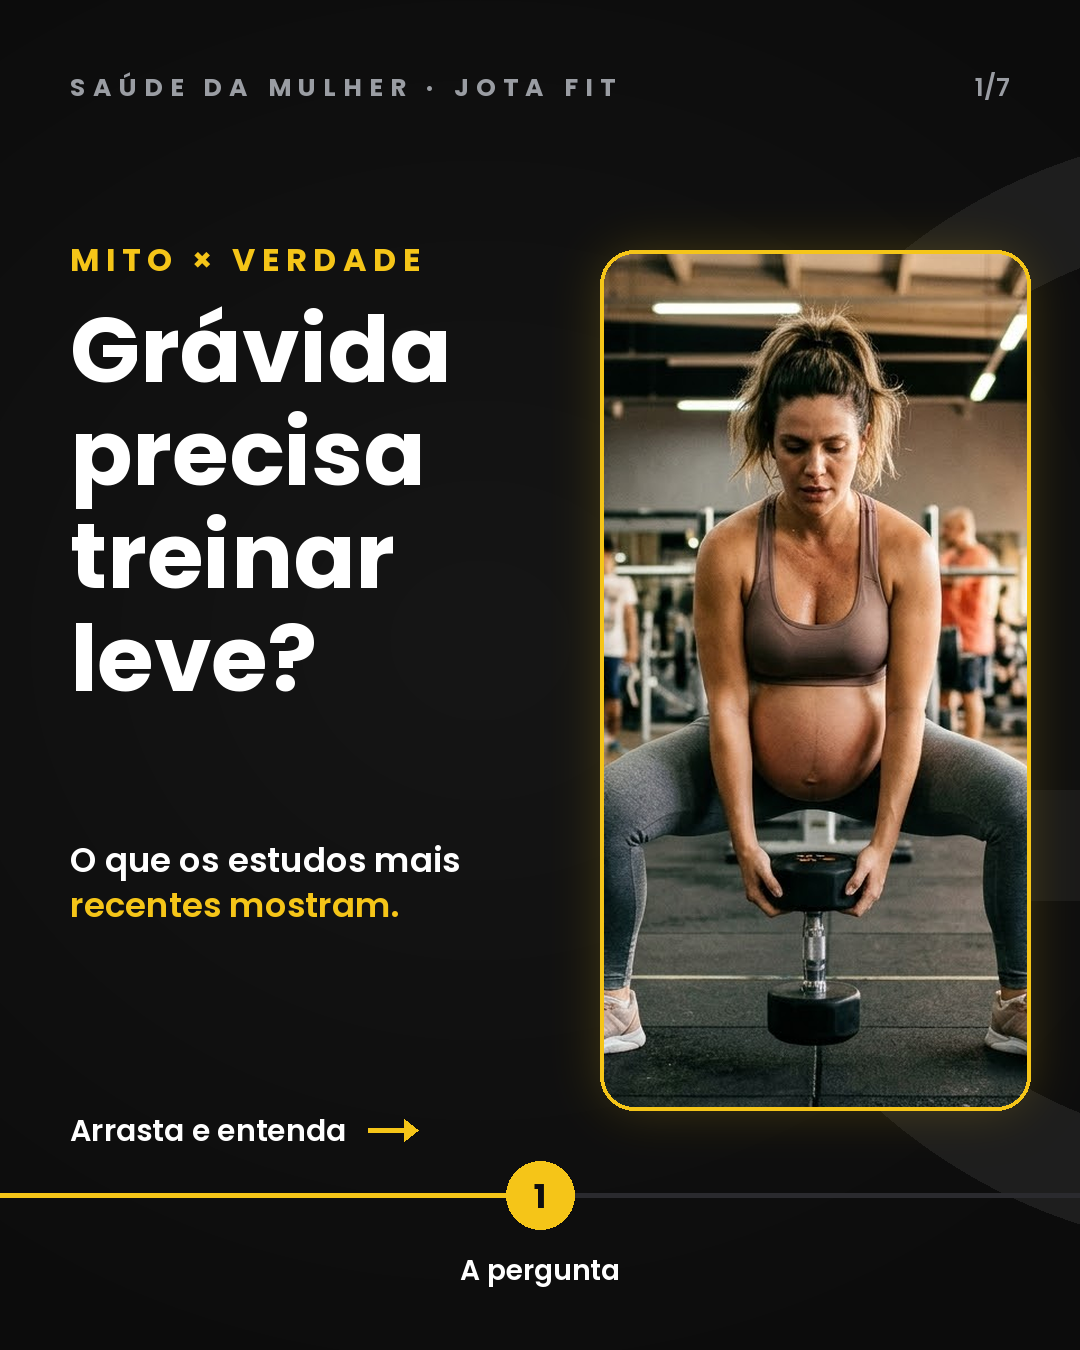 SAÚDE DA MULHER · JOTA FIT
1/7
MITO × VERDADE
Grávida
precisa
treinar
leve?
O que os estudos mais
recentes mostram.
Arrasta e entenda
1
A pergunta